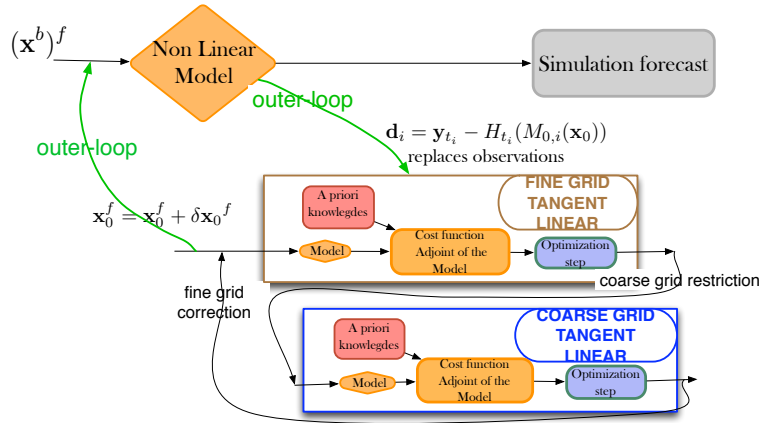 (x^b)^f
Non Linear
Model
Simulation forecast
outer-loop
outer-loop
d_i = y_{t_i} − H_{t_i}(M_{0,i}(x_0))
replaces observations
x_0^f = x_0^f + δx_0^f
FINE GRID
TANGENT
LINEAR
A priori
knowlegdes
Model
Cost function
Adjoint of the
Model
Optimization
step
coarse grid restriction
fine grid
correction
COARSE GRID
TANGENT
LINEAR
A priori
knowlegdes
Model
Cost function
Adjoint of the
Model
Optimization
step